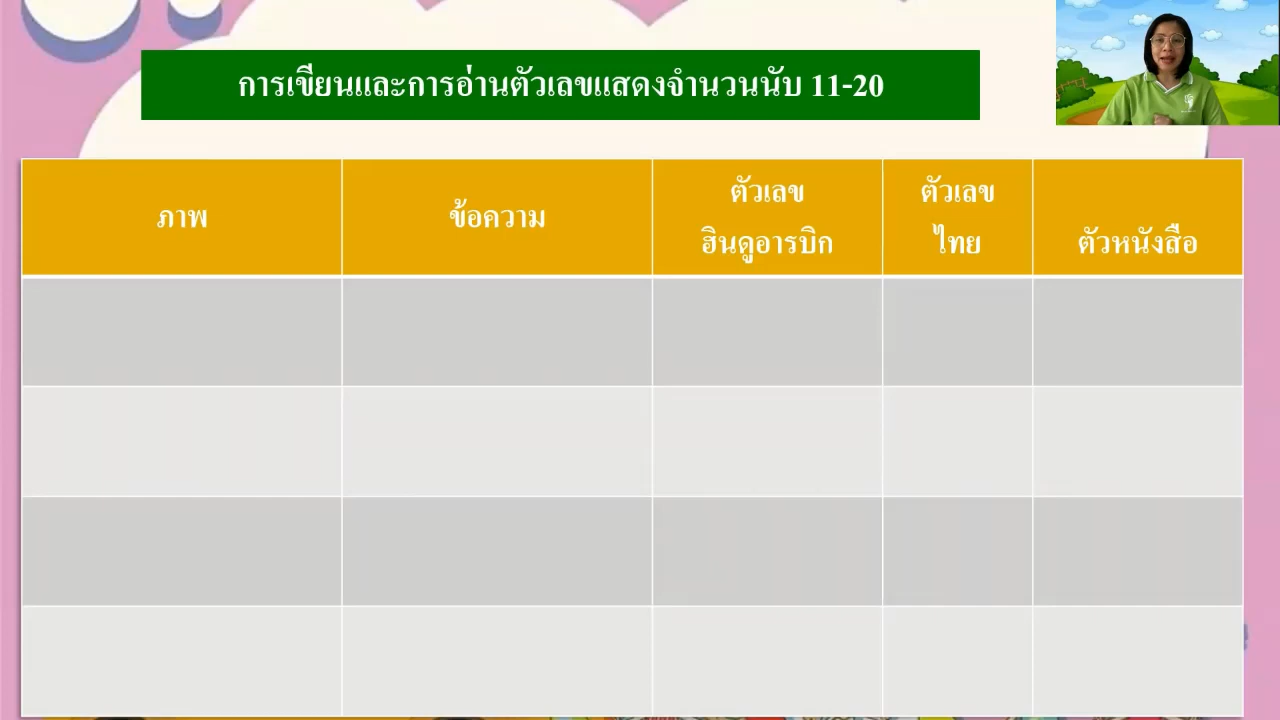 การเขียนและการอ่านตัวเลขแสดงจำนวนนับ 11-20
ภาพ
ข้อความ
ตัวเลข
ฮินดูอารบิก
ตัวเลข
ไทย
ตัวหนังสือ